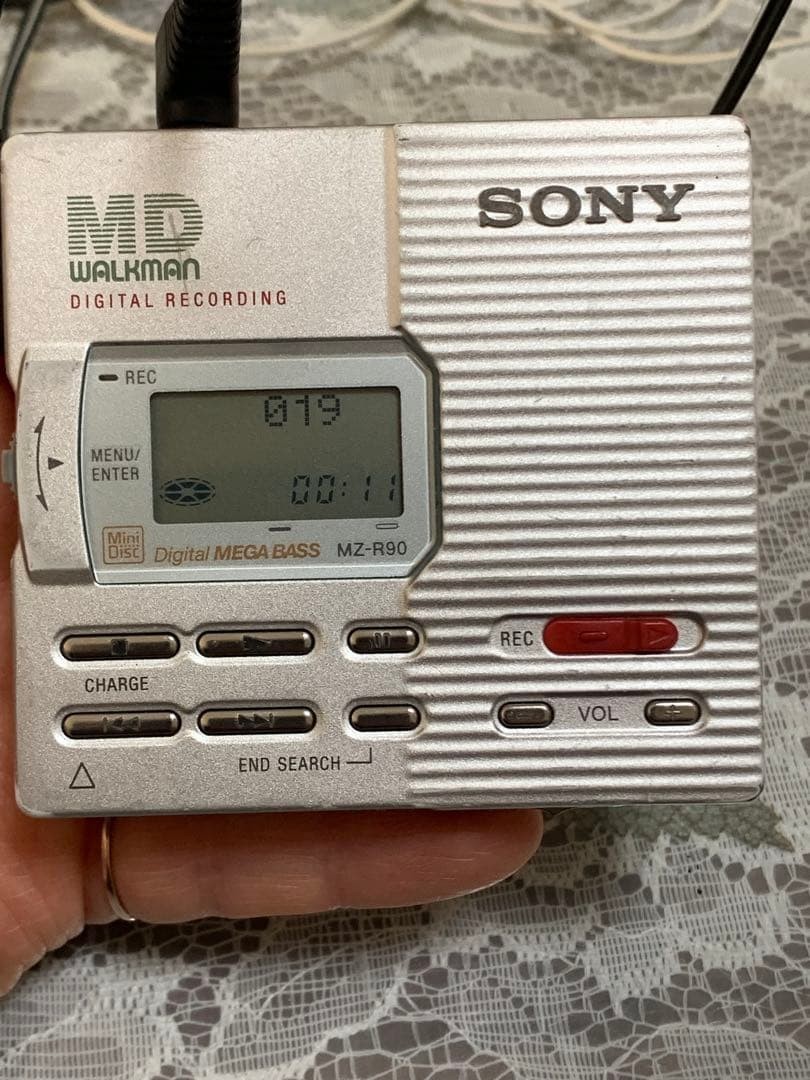 SONY
MD
WALKMAN
DIGITAL RECORDING
REC
019
MENU/
ENTER
00:11
Mini
Disc
Digital MEGA BASS MZ-R90
REC
CHARGE
VOL
END SEARCH